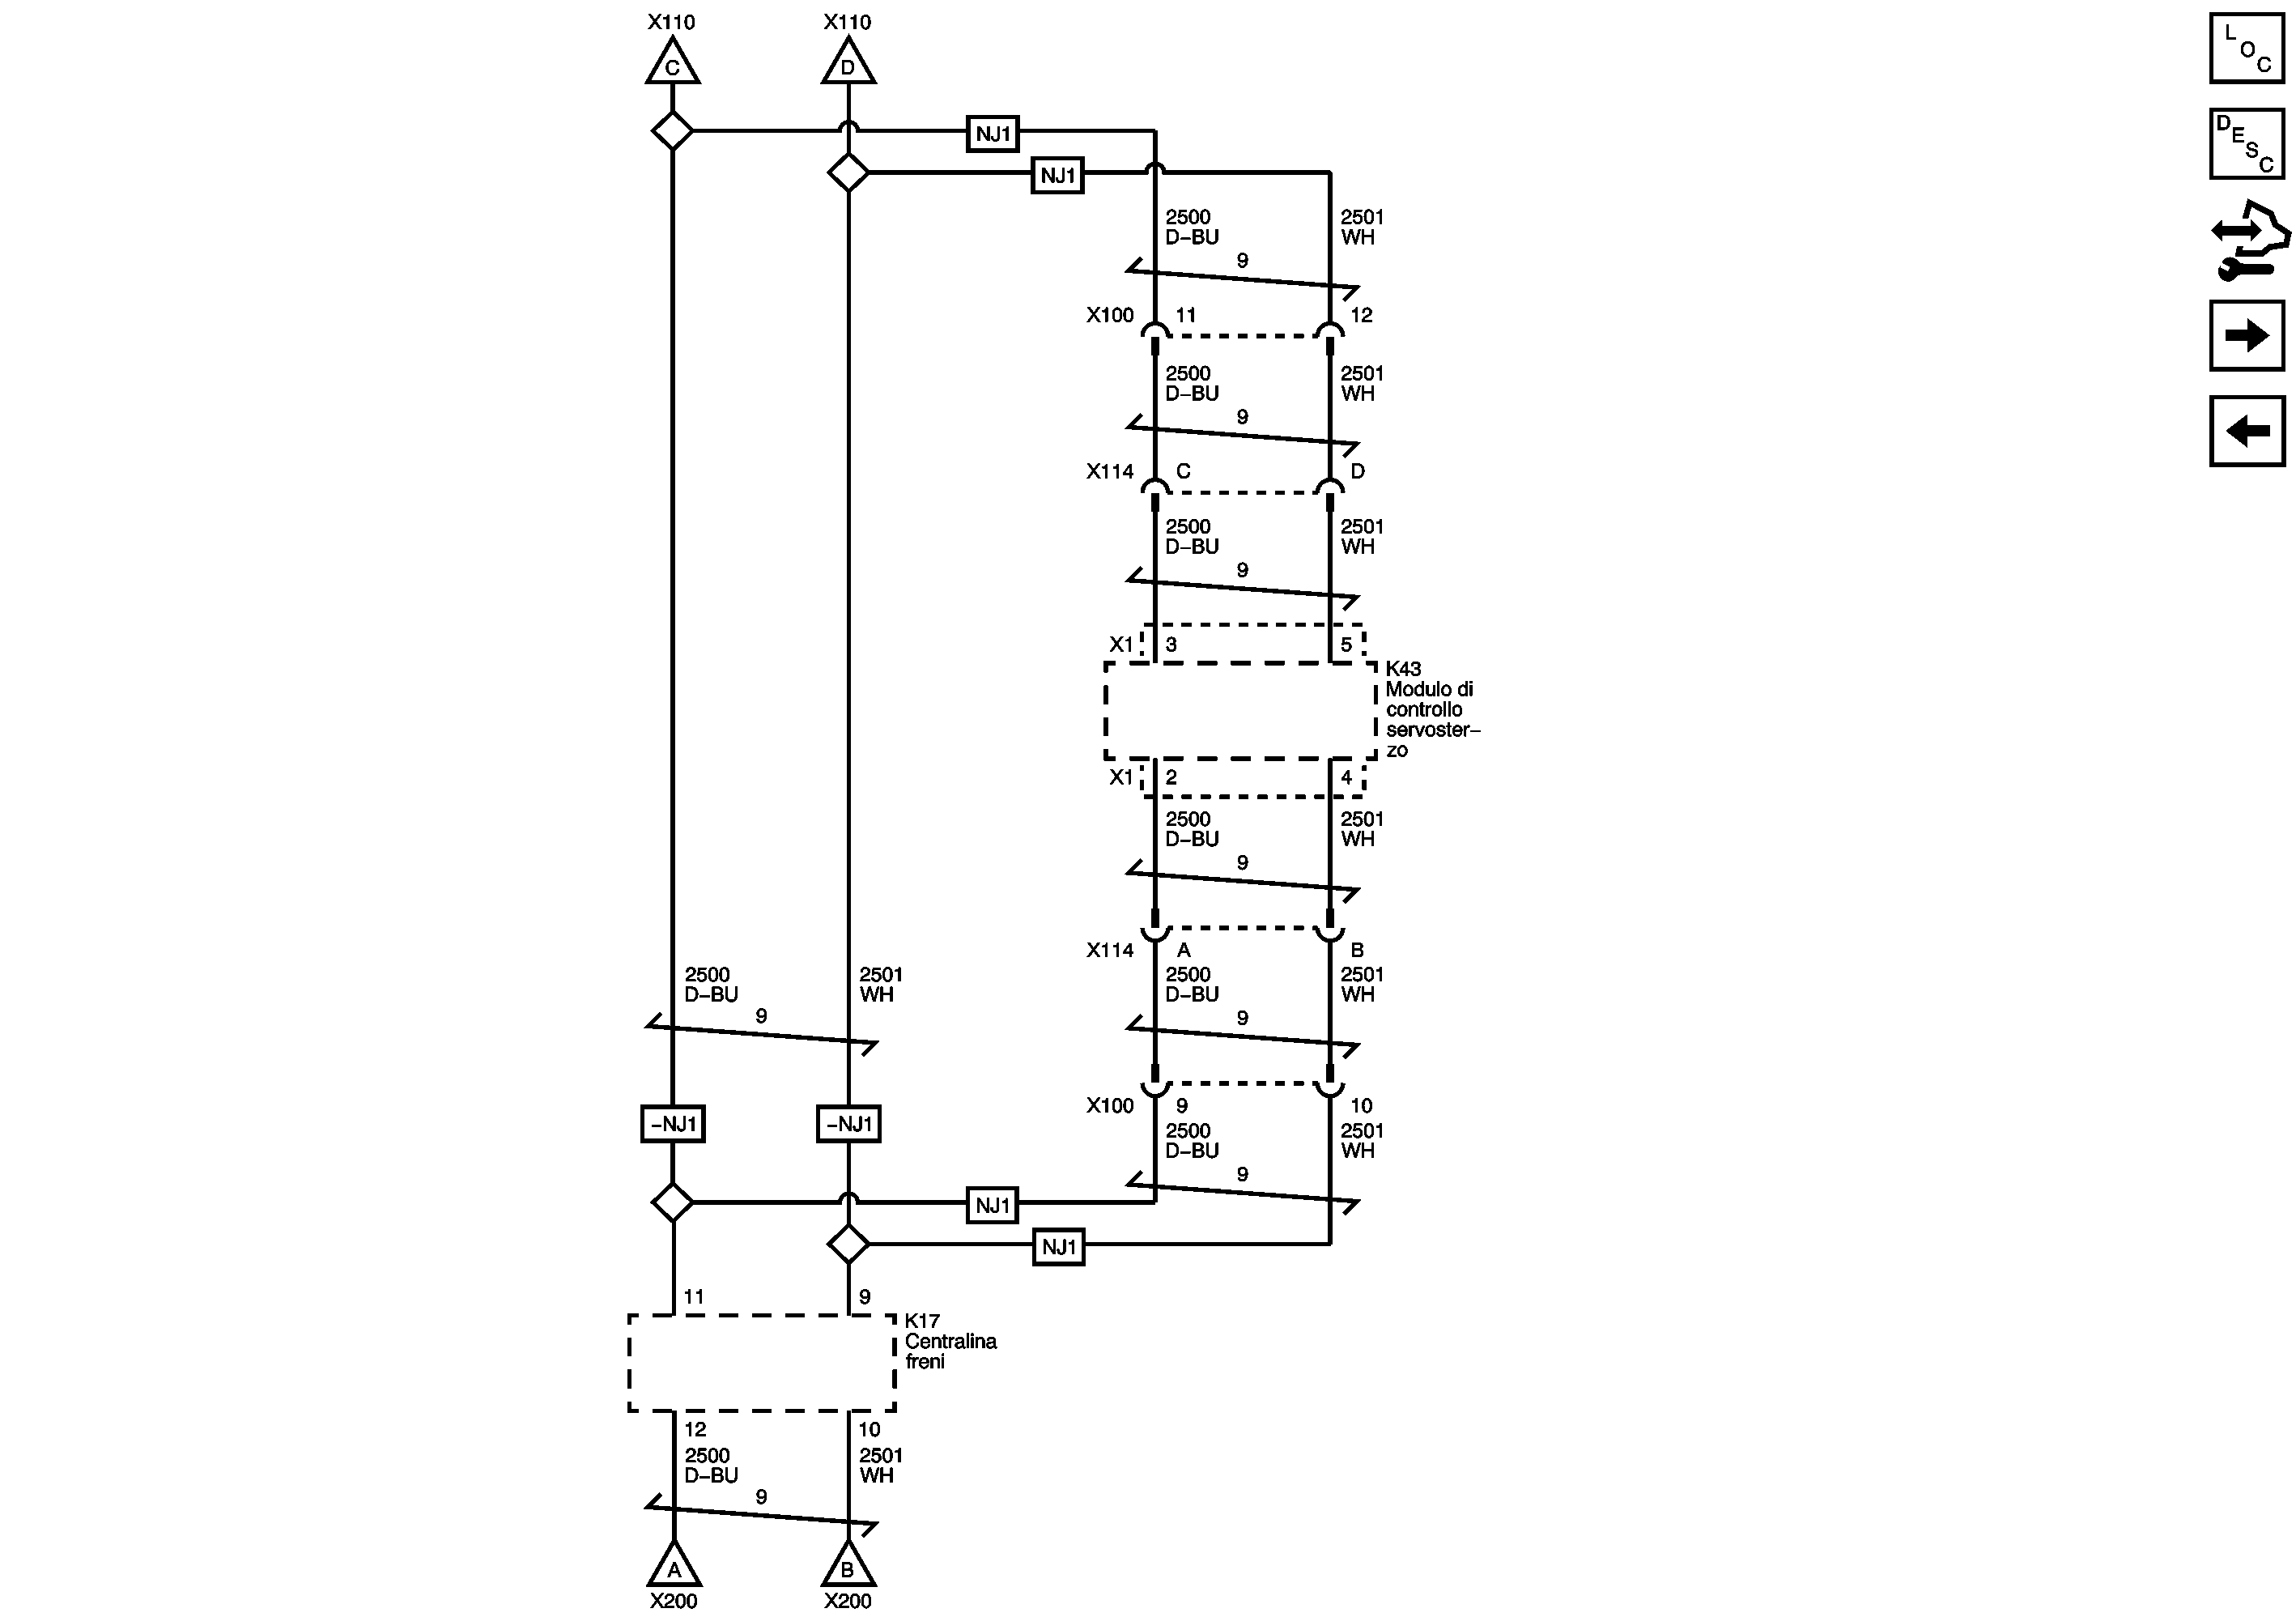 X110
X110
L
O
C
C
D
D
E
S
C
NJ1
NJ1
2500
D-BU
2501
WH
9
X100
11
12
2500
D-BU
2501
WH
9
X114
C
D
2500
D-BU
2501
WH
9
X1
3
5
K43
Modulo di
controllo
servoster-
zo
X1
2
4
2500
D-BU
2501
WH
9
X114
A
B
2500
D-BU
2501
WH
2500
D-BU
2501
WH
9
9
-NJ1
-NJ1
X100
9
10
2500
D-BU
2501
WH
9
NJ1
NJ1
11
9
K17
Centralina
freni
12
10
2500
D-BU
2501
WH
9
A
B
X200
X200